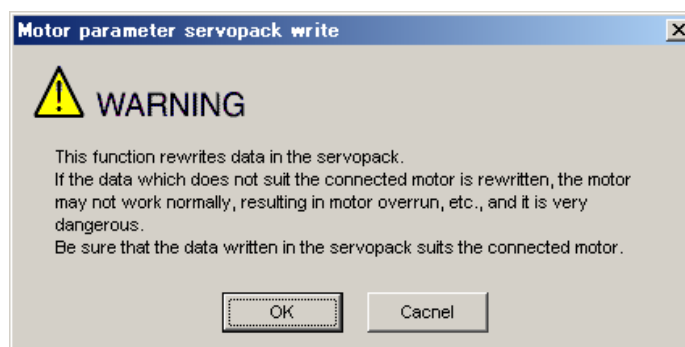 Motor parameter servopack write
WARNING
This function rewrites data in the servopack.
If the data which does not suit the connected motor is rewritten, the motor
may not work normally, resulting in motor overrun, etc., and it is very
dangerous.
Be sure that the data written in the servopack suits the connected motor.
OK
Cacnel